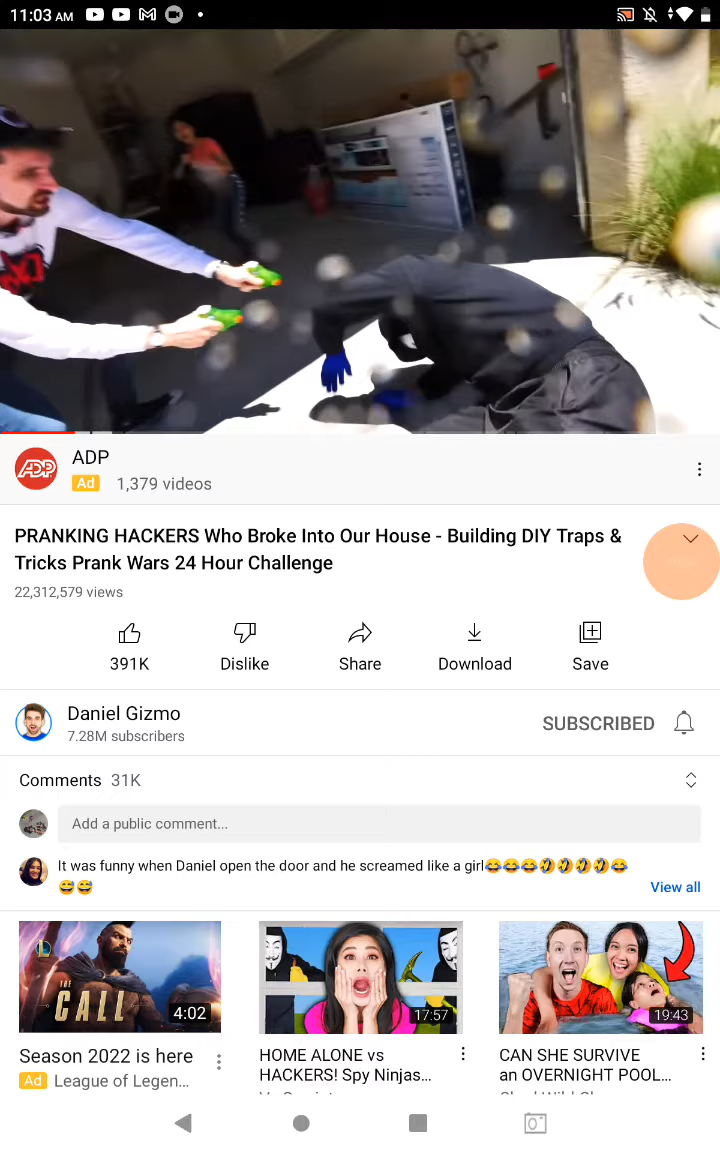 11:03 AM
ADP
ADP
Ad 1,379 videos
PRANKING HACKERS Who Broke Into Our House - Building DIY Traps &
Tricks Prank Wars 24 Hour Challenge
22,312,579 views
391K Dislike Share Download Save
Daniel Gizmo
7.28M subscribers
SUBSCRIBED
Comments 31K
Add a public comment...
It was funny when Daniel open the door and he screamed like a girl😂😂😂🤣🤣🤣🤣😂
😅😅
View all
THE
CALL
4:02
17:57
19:43
Season 2022 is here
Ad League of Legen...
HOME ALONE vs
HACKERS! Spy Ninjas...
CAN SHE SURVIVE
an OVERNIGHT POOL...